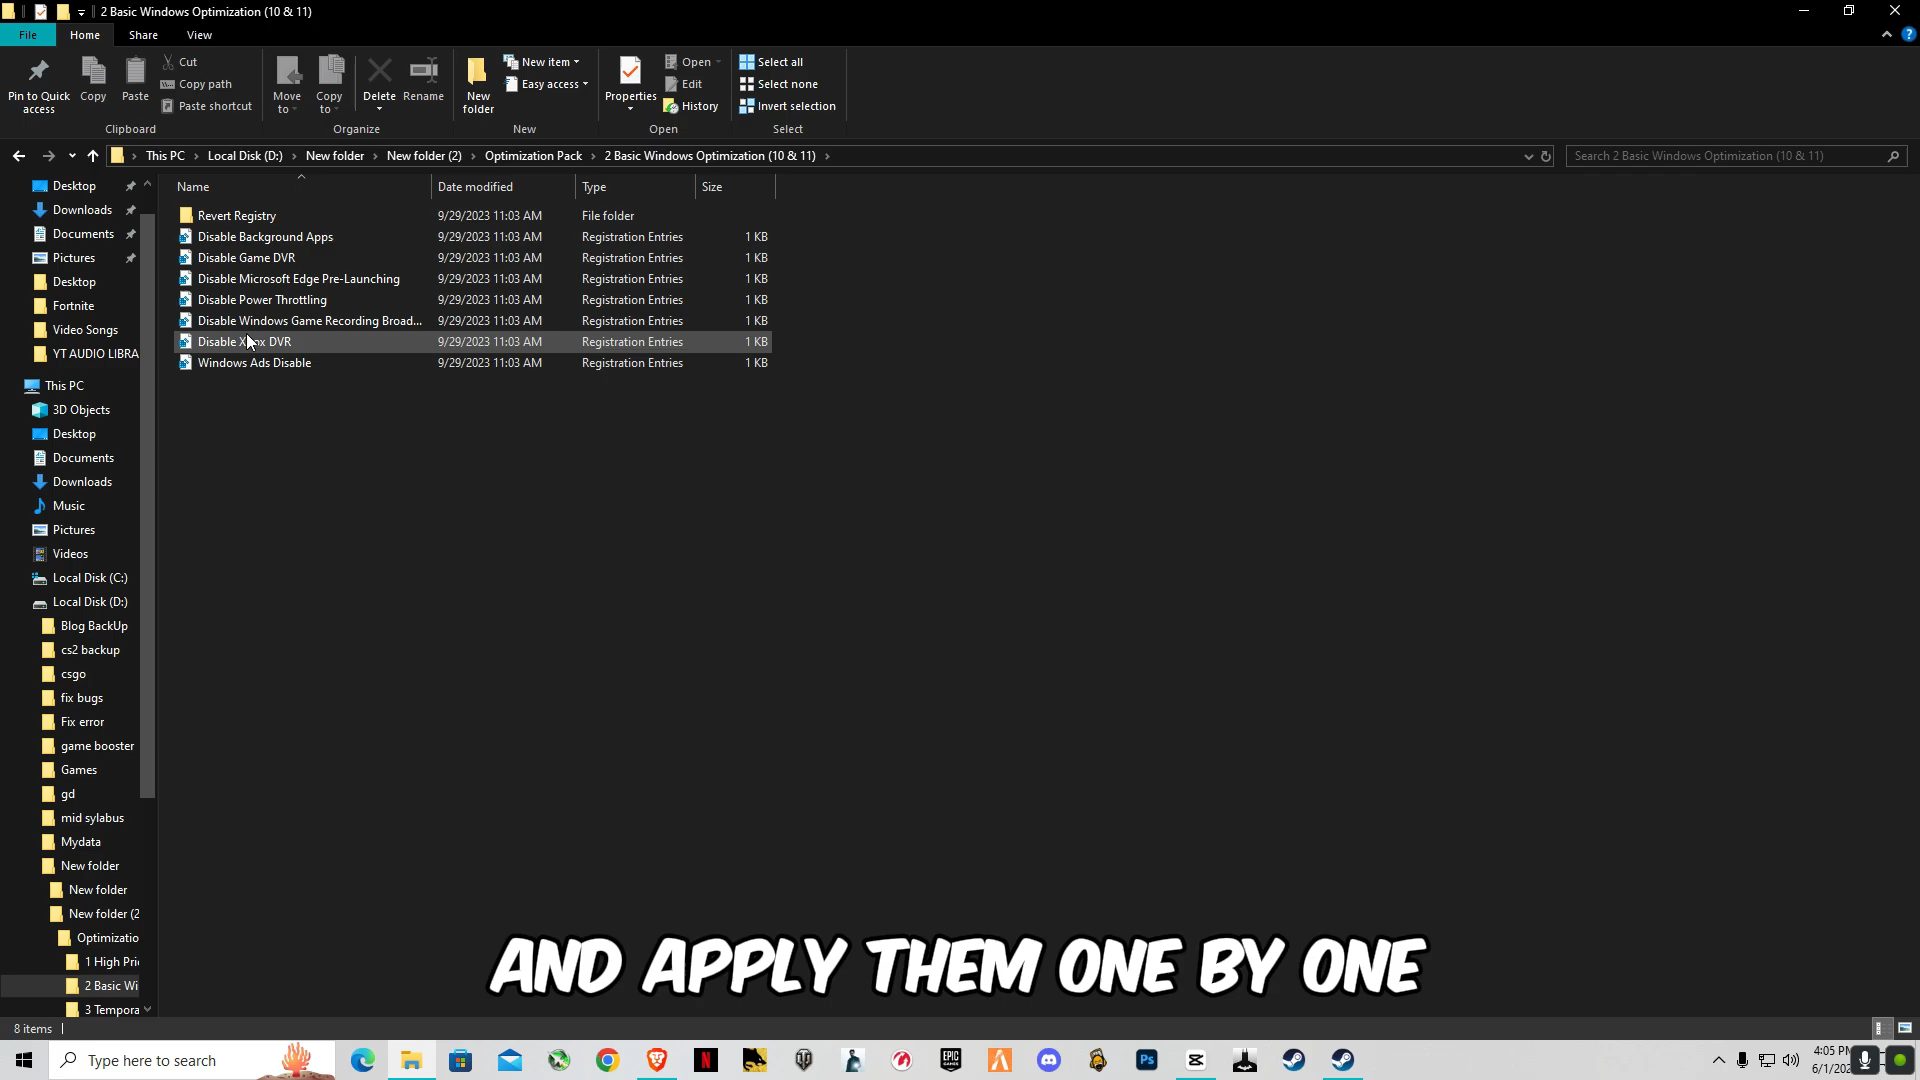 2 Basic Windows Optimization (10 & 11)
File Home Share View
Pin to Quick access
Copy
Paste
Cut
Copy path
Paste shortcut
Clipboard
Move to
Copy to
Delete
Rename
Organize
New folder
New item
Easy access
New
Properties
Open
Edit
History
Open
Select all
Select none
Invert selection
Select
This PC > Local Disk (D:) > New folder > New folder (2) > Optimization Pack > 2 Basic Windows Optimization (10 & 11) >
Search 2 Basic Windows Optimization (10 & 11)
Name Date modified Type Size
Revert Registry 9/29/2023 11:03 AM File folder
Disable Background Apps 9/29/2023 11:03 AM Registration Entries 1 KB
Disable Game DVR 9/29/2023 11:03 AM Registration Entries 1 KB
Disable Microsoft Edge Pre-Launching 9/29/2023 11:03 AM Registration Entries 1 KB
Disable Power Throttling 9/29/2023 11:03 AM Registration Entries 1 KB
Disable Windows Game Recording Broad... 9/29/2023 11:03 AM Registration Entries 1 KB
Disable DVR 9/29/2023 11:03 AM Registration Entries 1 KB
Windows Ads Disable 9/29/2023 11:03 AM Registration Entries 1 KB
Desktop
Downloads
Documents
Pictures
Desktop
Fortnite
Video Songs
YT AUDIO LIBRA
This PC
3D Objects
Desktop
Documents
Downloads
Music
Pictures
Videos
Local Disk (C:)
Local Disk (D:)
Blog BackUp
cs2 backup
csgo
fix bugs
Fix error
game booster
Games
gd
mid sylabus
Mydata
New folder
New folder
New folder (2
Optimizatio
1 High Pri
2 Basic Wi
3 Tempora
AND APPLY THEM ONE BY ONE
8 items
Type here to search
EPIC GAMES
Ps
4:05 P
6/1/20